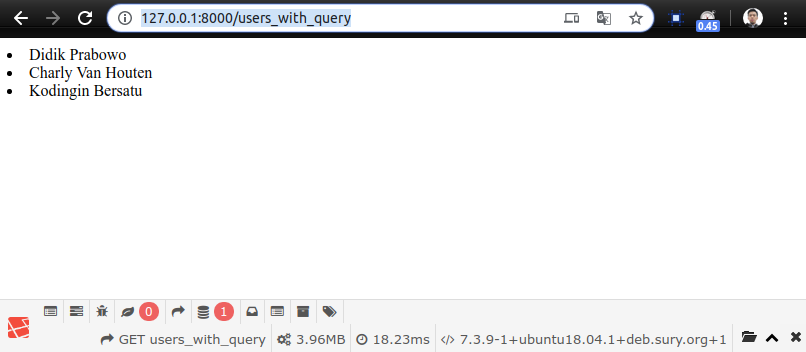 127.0.0.1:8000/users_with_query
0.45
Didik Prabowo
Charly Van Houten
Kodingin Bersatu
0 1
GET users_with_query 3.96MB 18.23ms 7.3.9-1+ubuntu18.04.1+deb.sury.org+1